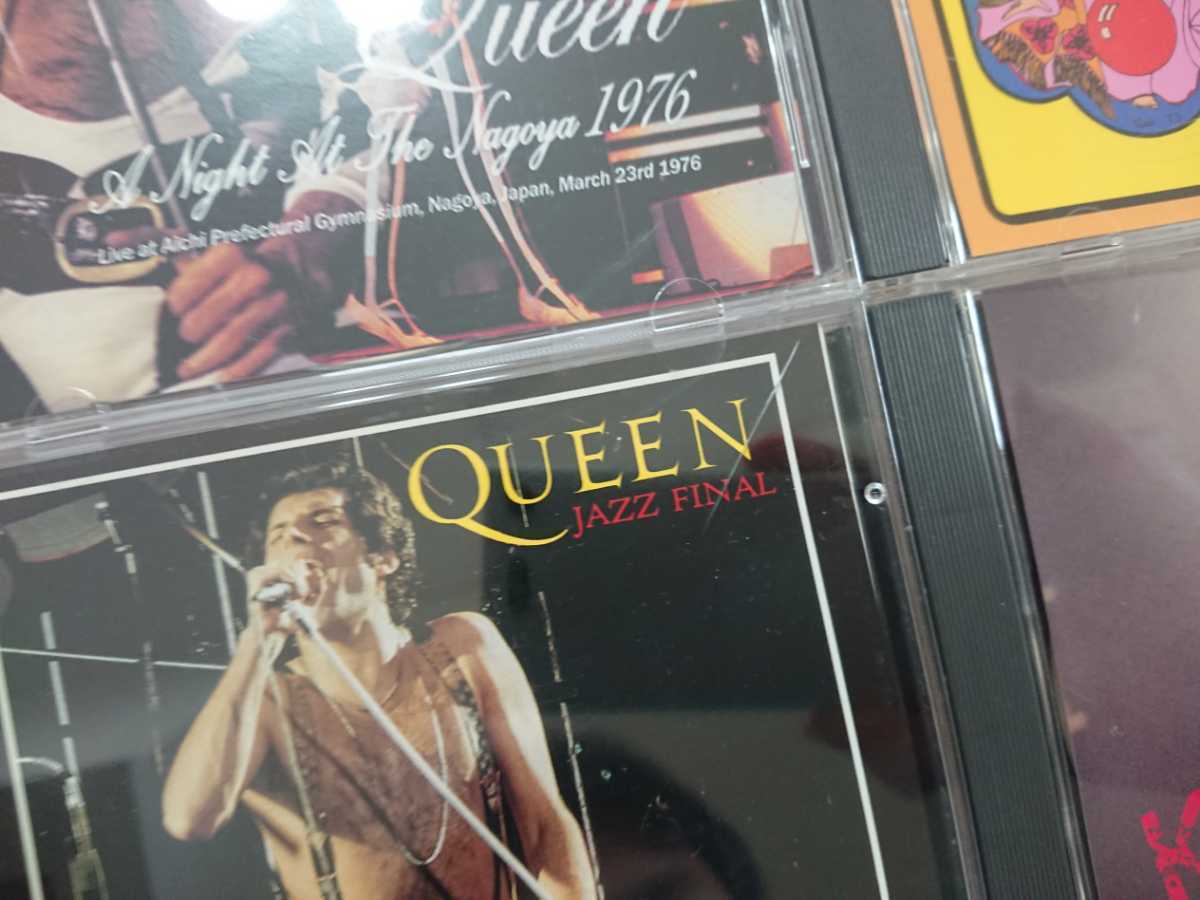 Queen
A Night At The Nagoya 1976
Live at Aichi Prefectural Gymnasium, Nagoya, Japan, March 23rd 1976
QUEEN
JAZZ FINAL